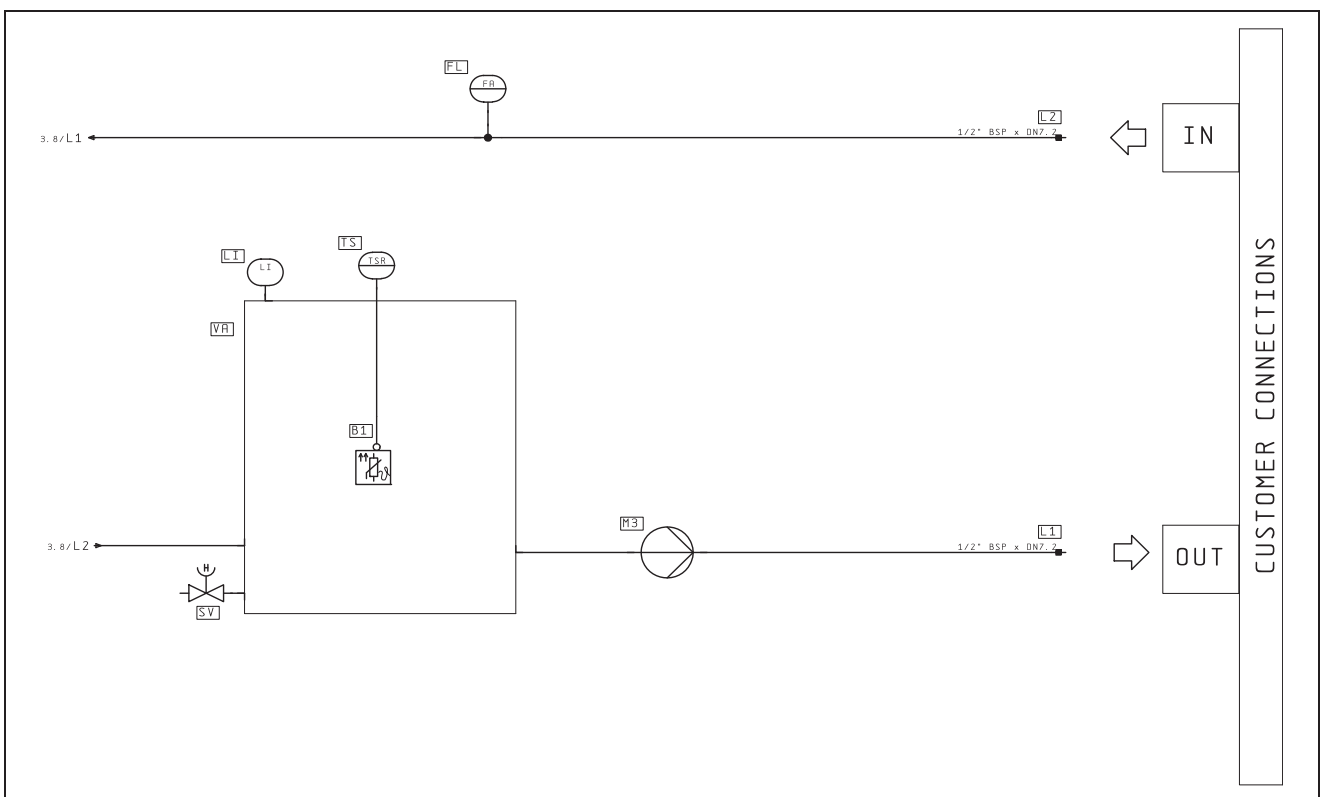 FL
FA
L2
1/2" BSP x DN7.2
IN
3.8/L1
TS
TSR
LI
LI
VA
B1
M3
L1
1/2" BSP x DN7.2
OUT
3.8/L2
H
SV
CUSTOMER CONNECTIONS